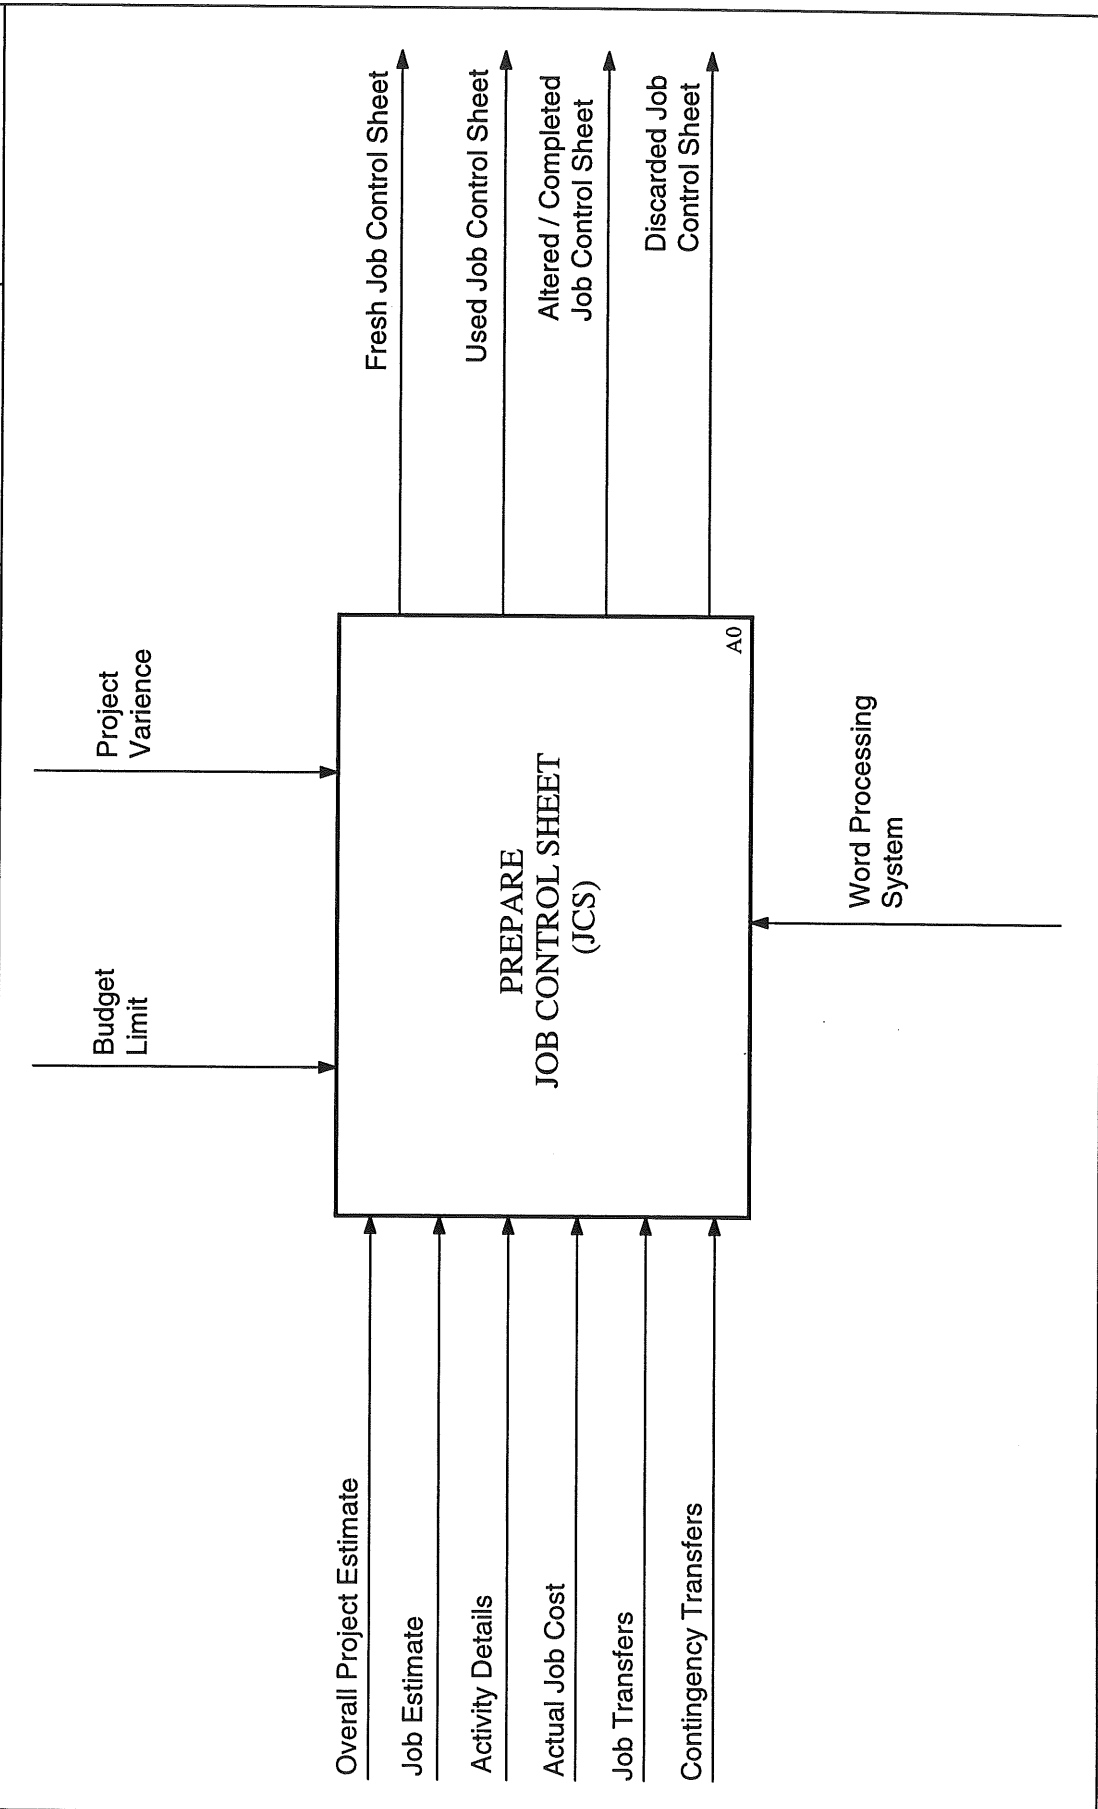 Budget
Limit
Project
Varience
Overall Project Estimate
Job Estimate
Activity Details
Actual Job Cost
Job Transfers
Contingency Transfers
PREPARE
JOB CONTROL SHEET
(JCS)
A0
Fresh Job Control Sheet
Used Job Control Sheet
Altered / Completed
Job Control Sheet
Discarded Job
Control Sheet
Word Processing
System